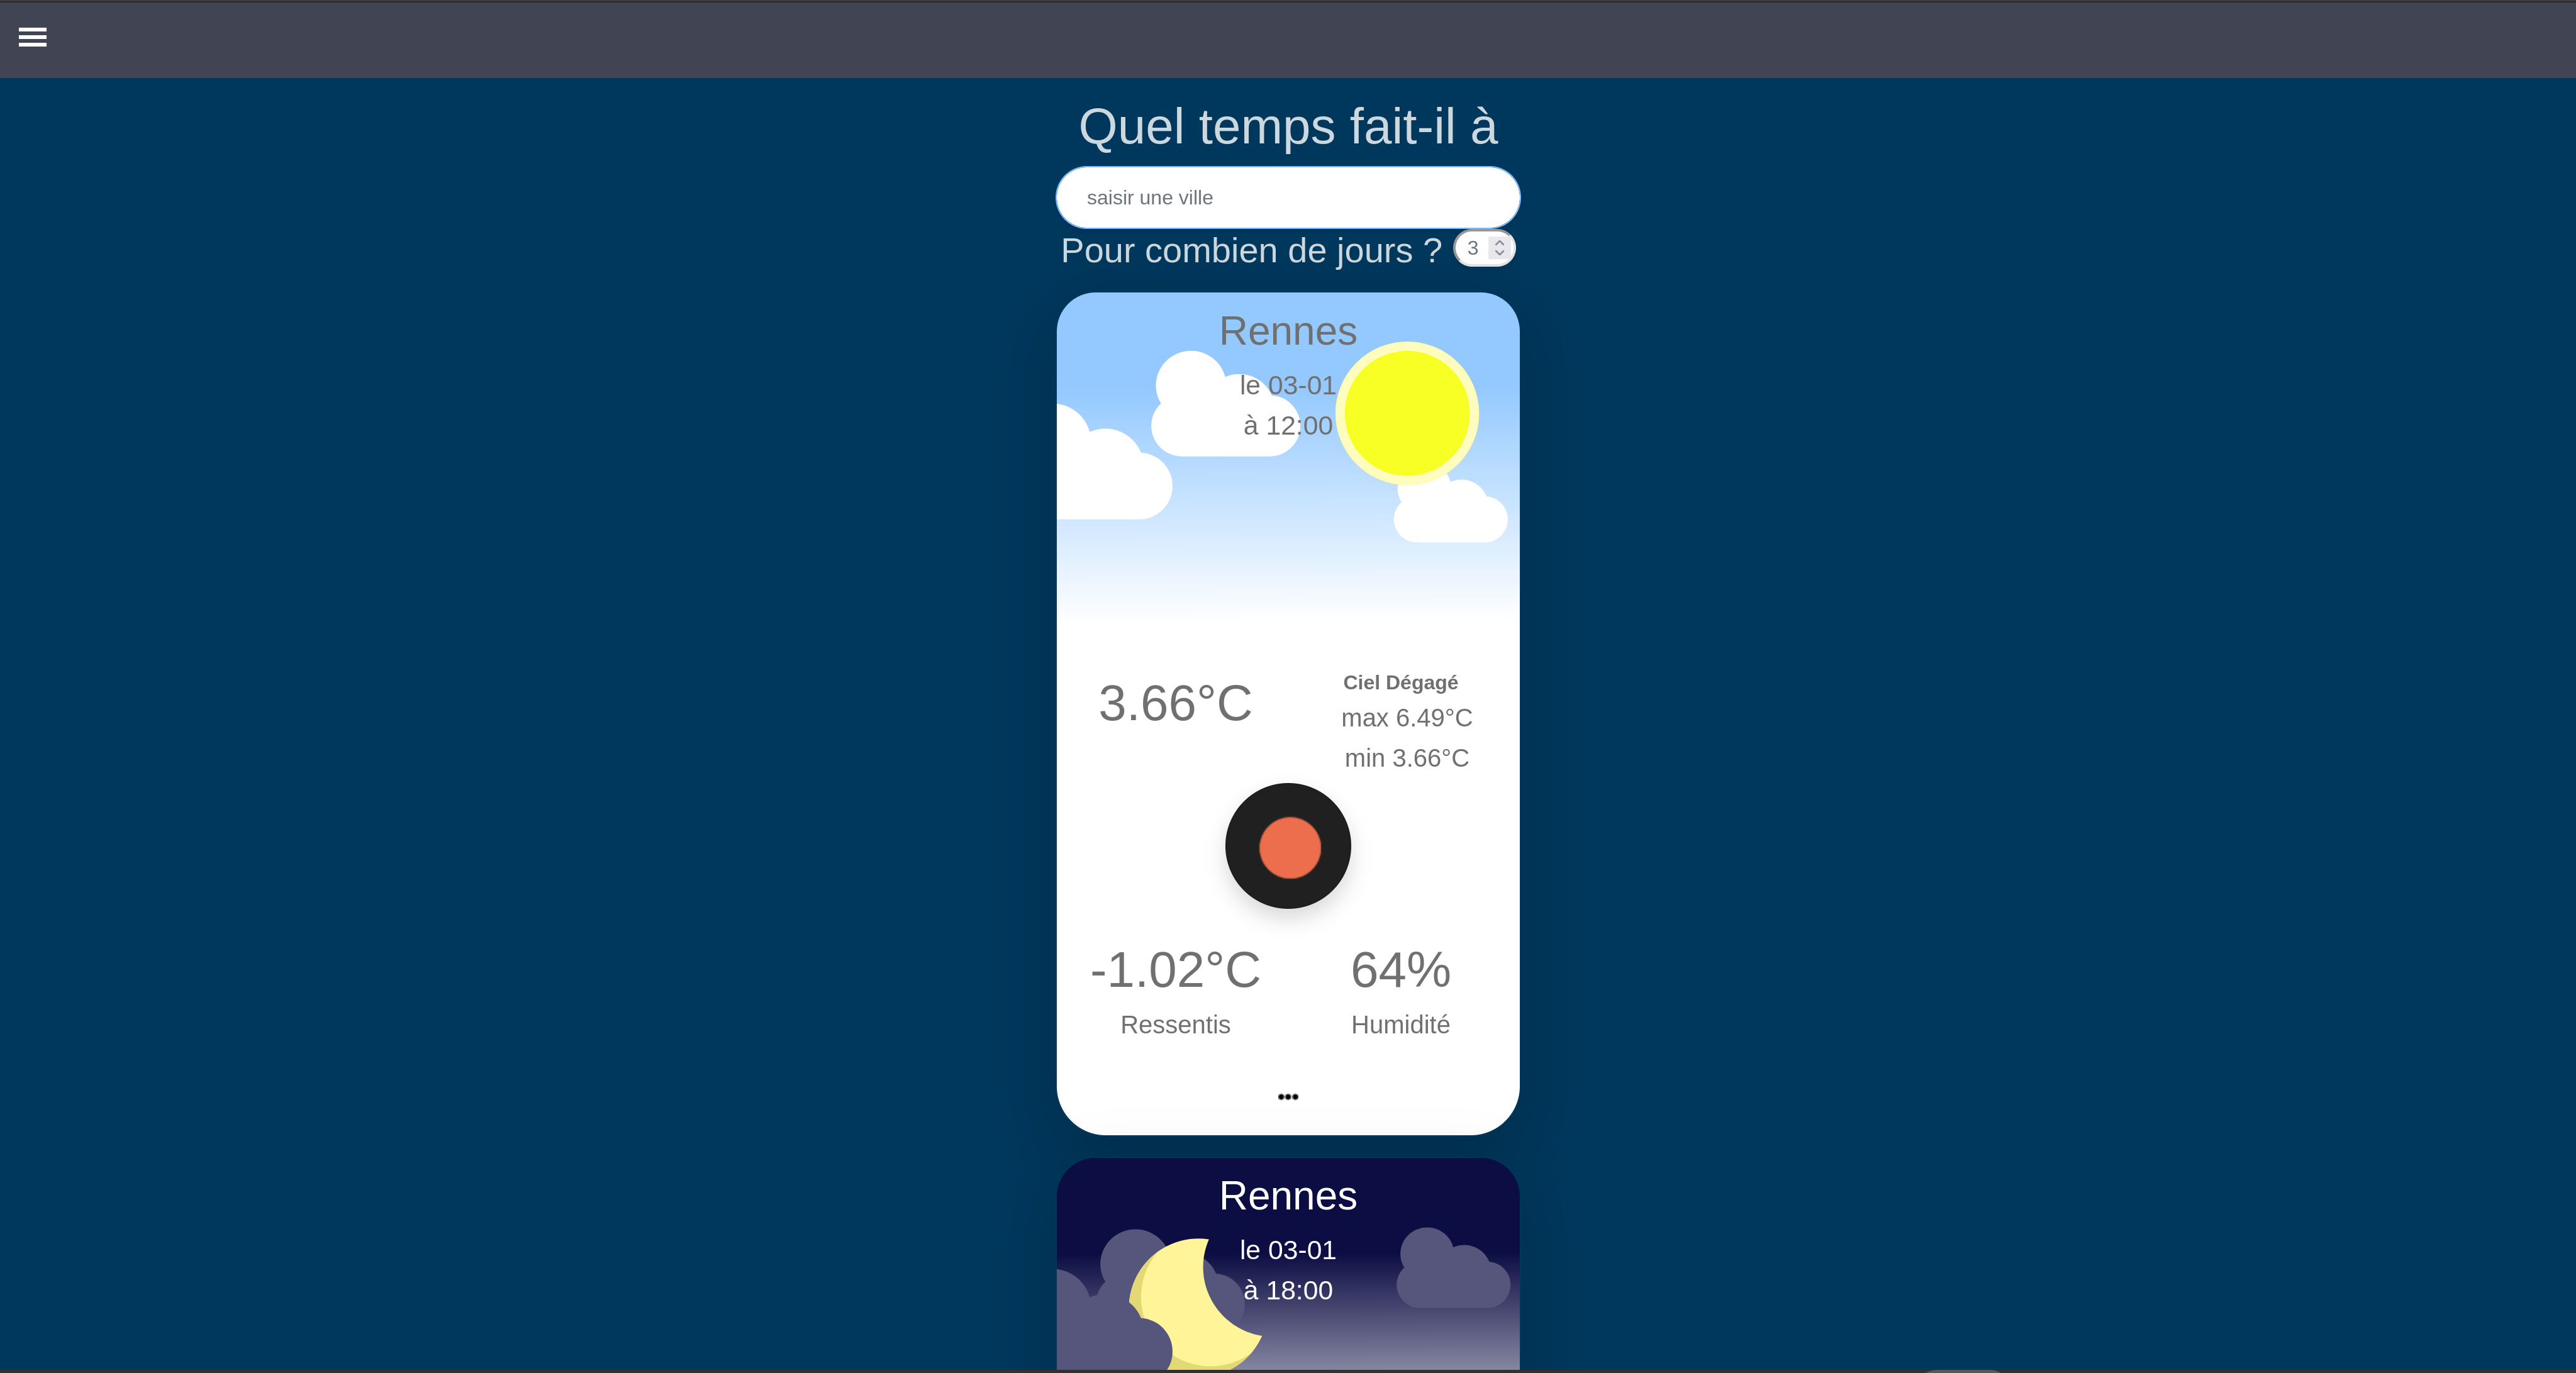 Quel temps fait-il à
saisir une ville
Pour combien de jours ? 3
Rennes
le 03-01
à 12:00
3.66°C
Ciel Dégagé
max 6.49°C
min 3.66°C
-1.02°C
Ressentis
64%
Humidité
Rennes
le 03-01
à 18:00